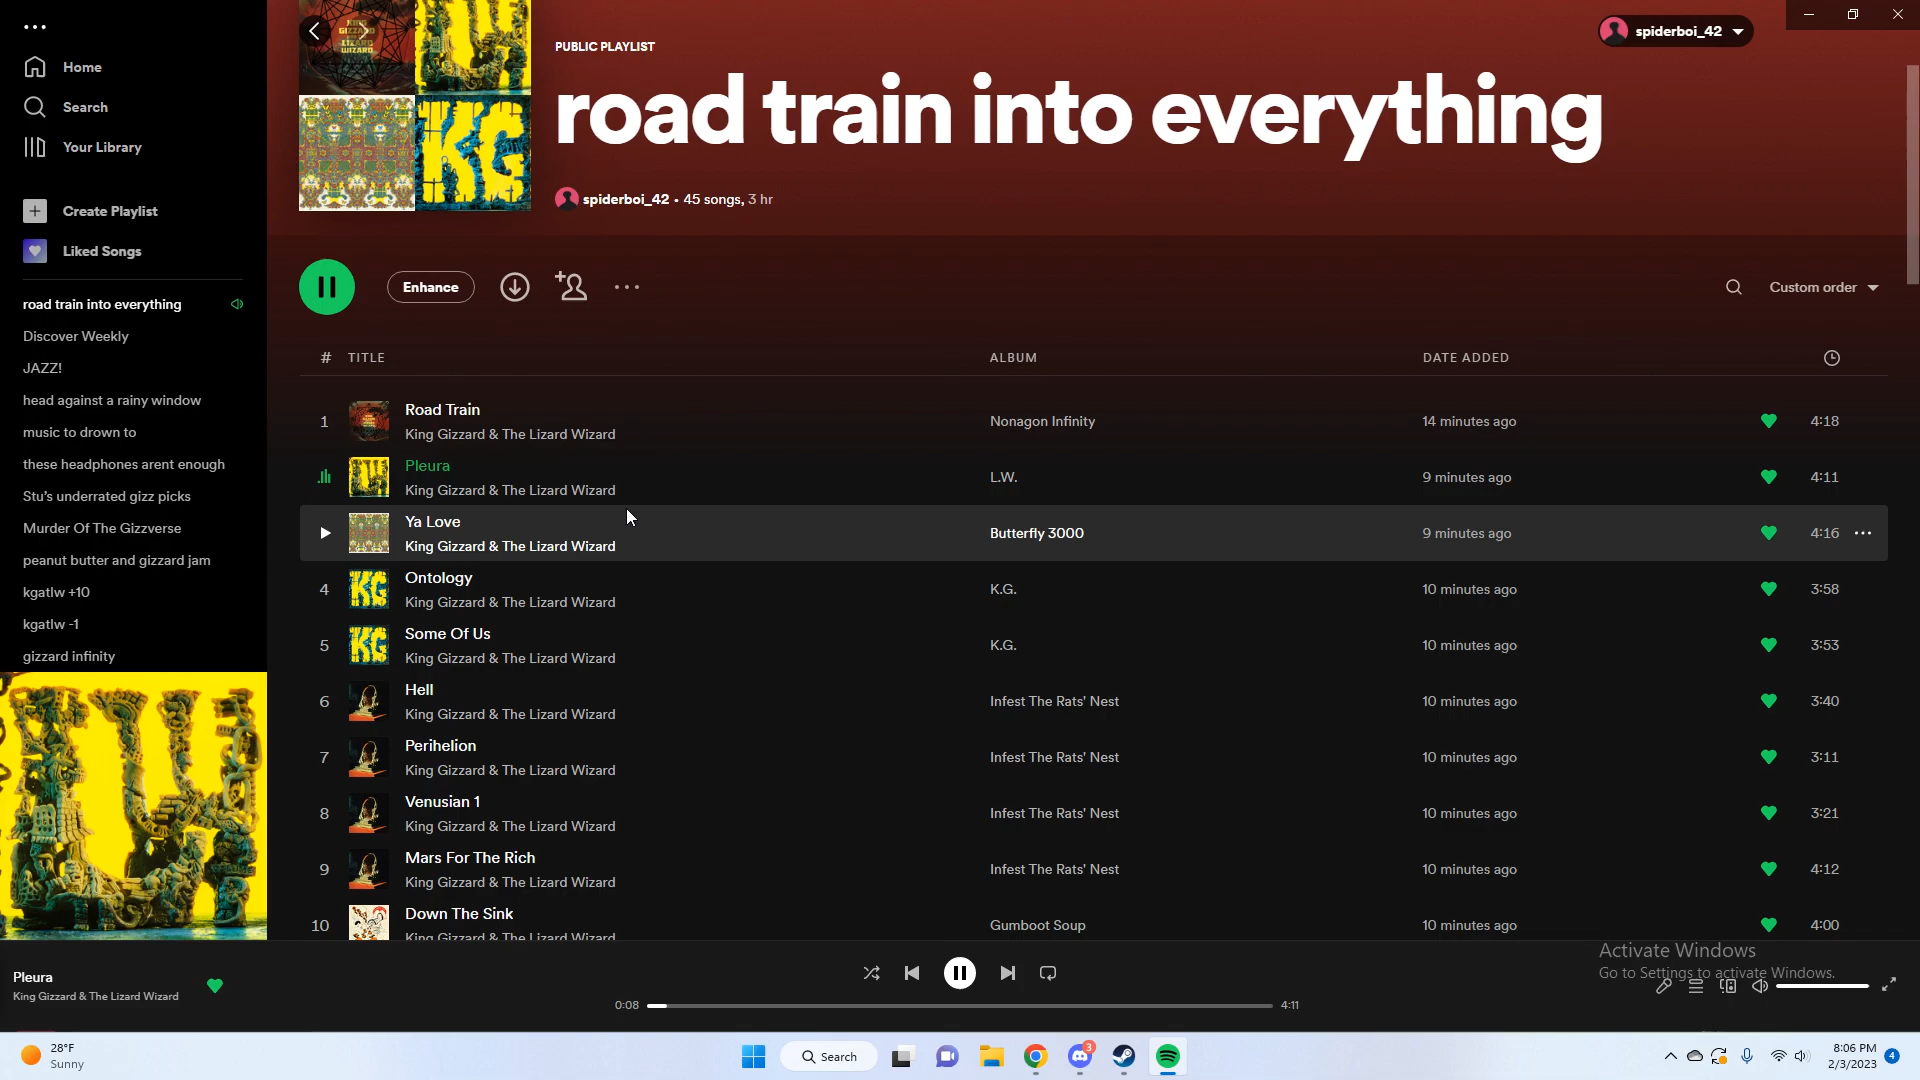 Home
Search
Your Library
Create Playlist
Liked Songs
road train into everything
Discover Weekly
JAZZ!
head against a rainy window
music to drown to
these headphones arent enough
Stu's underrated gizz picks
Murder Of The Gizzverse
peanut butter and gizzard jam
kgatlw +10
kgatlw -1
gizzard infinity
KING GIZZARD
LIZARD WIZARD
KG
PUBLIC PLAYLIST
road train into everything
spiderboi_42 • 45 songs, 3 hr
spiderboi_42
Enhance
Custom order
# TITLE ALBUM DATE ADDED
1 Road Train
King Gizzard & The Lizard Wizard
Nonagon Infinity 14 minutes ago 4:18
Pleura
King Gizzard & The Lizard Wizard
L.W. 9 minutes ago 4:11
Ya Love
King Gizzard & The Lizard Wizard
Butterfly 3000 9 minutes ago 4:16
4 Ontology
King Gizzard & The Lizard Wizard
K.G. 10 minutes ago 3:58
5 Some Of Us
King Gizzard & The Lizard Wizard
K.G. 10 minutes ago 3:53
6 Hell
King Gizzard & The Lizard Wizard
Infest The Rats' Nest 10 minutes ago 3:40
7 Perihelion
King Gizzard & The Lizard Wizard
Infest The Rats' Nest 10 minutes ago 3:11
8 Venusian 1
King Gizzard & The Lizard Wizard
Infest The Rats' Nest 10 minutes ago 3:21
9 Mars For The Rich
King Gizzard & The Lizard Wizard
Infest The Rats' Nest 10 minutes ago 4:12
10 Down The Sink
King Gizzard & The Lizard Wizard
Gumboot Soup 10 minutes ago 4:00
Activate Windows
Go to Settings to activate Windows.
Pleura
King Gizzard & The Lizard Wizard
0:08 4:11
28°F
Sunny
Search
3
8:06 PM
2/3/2023
4